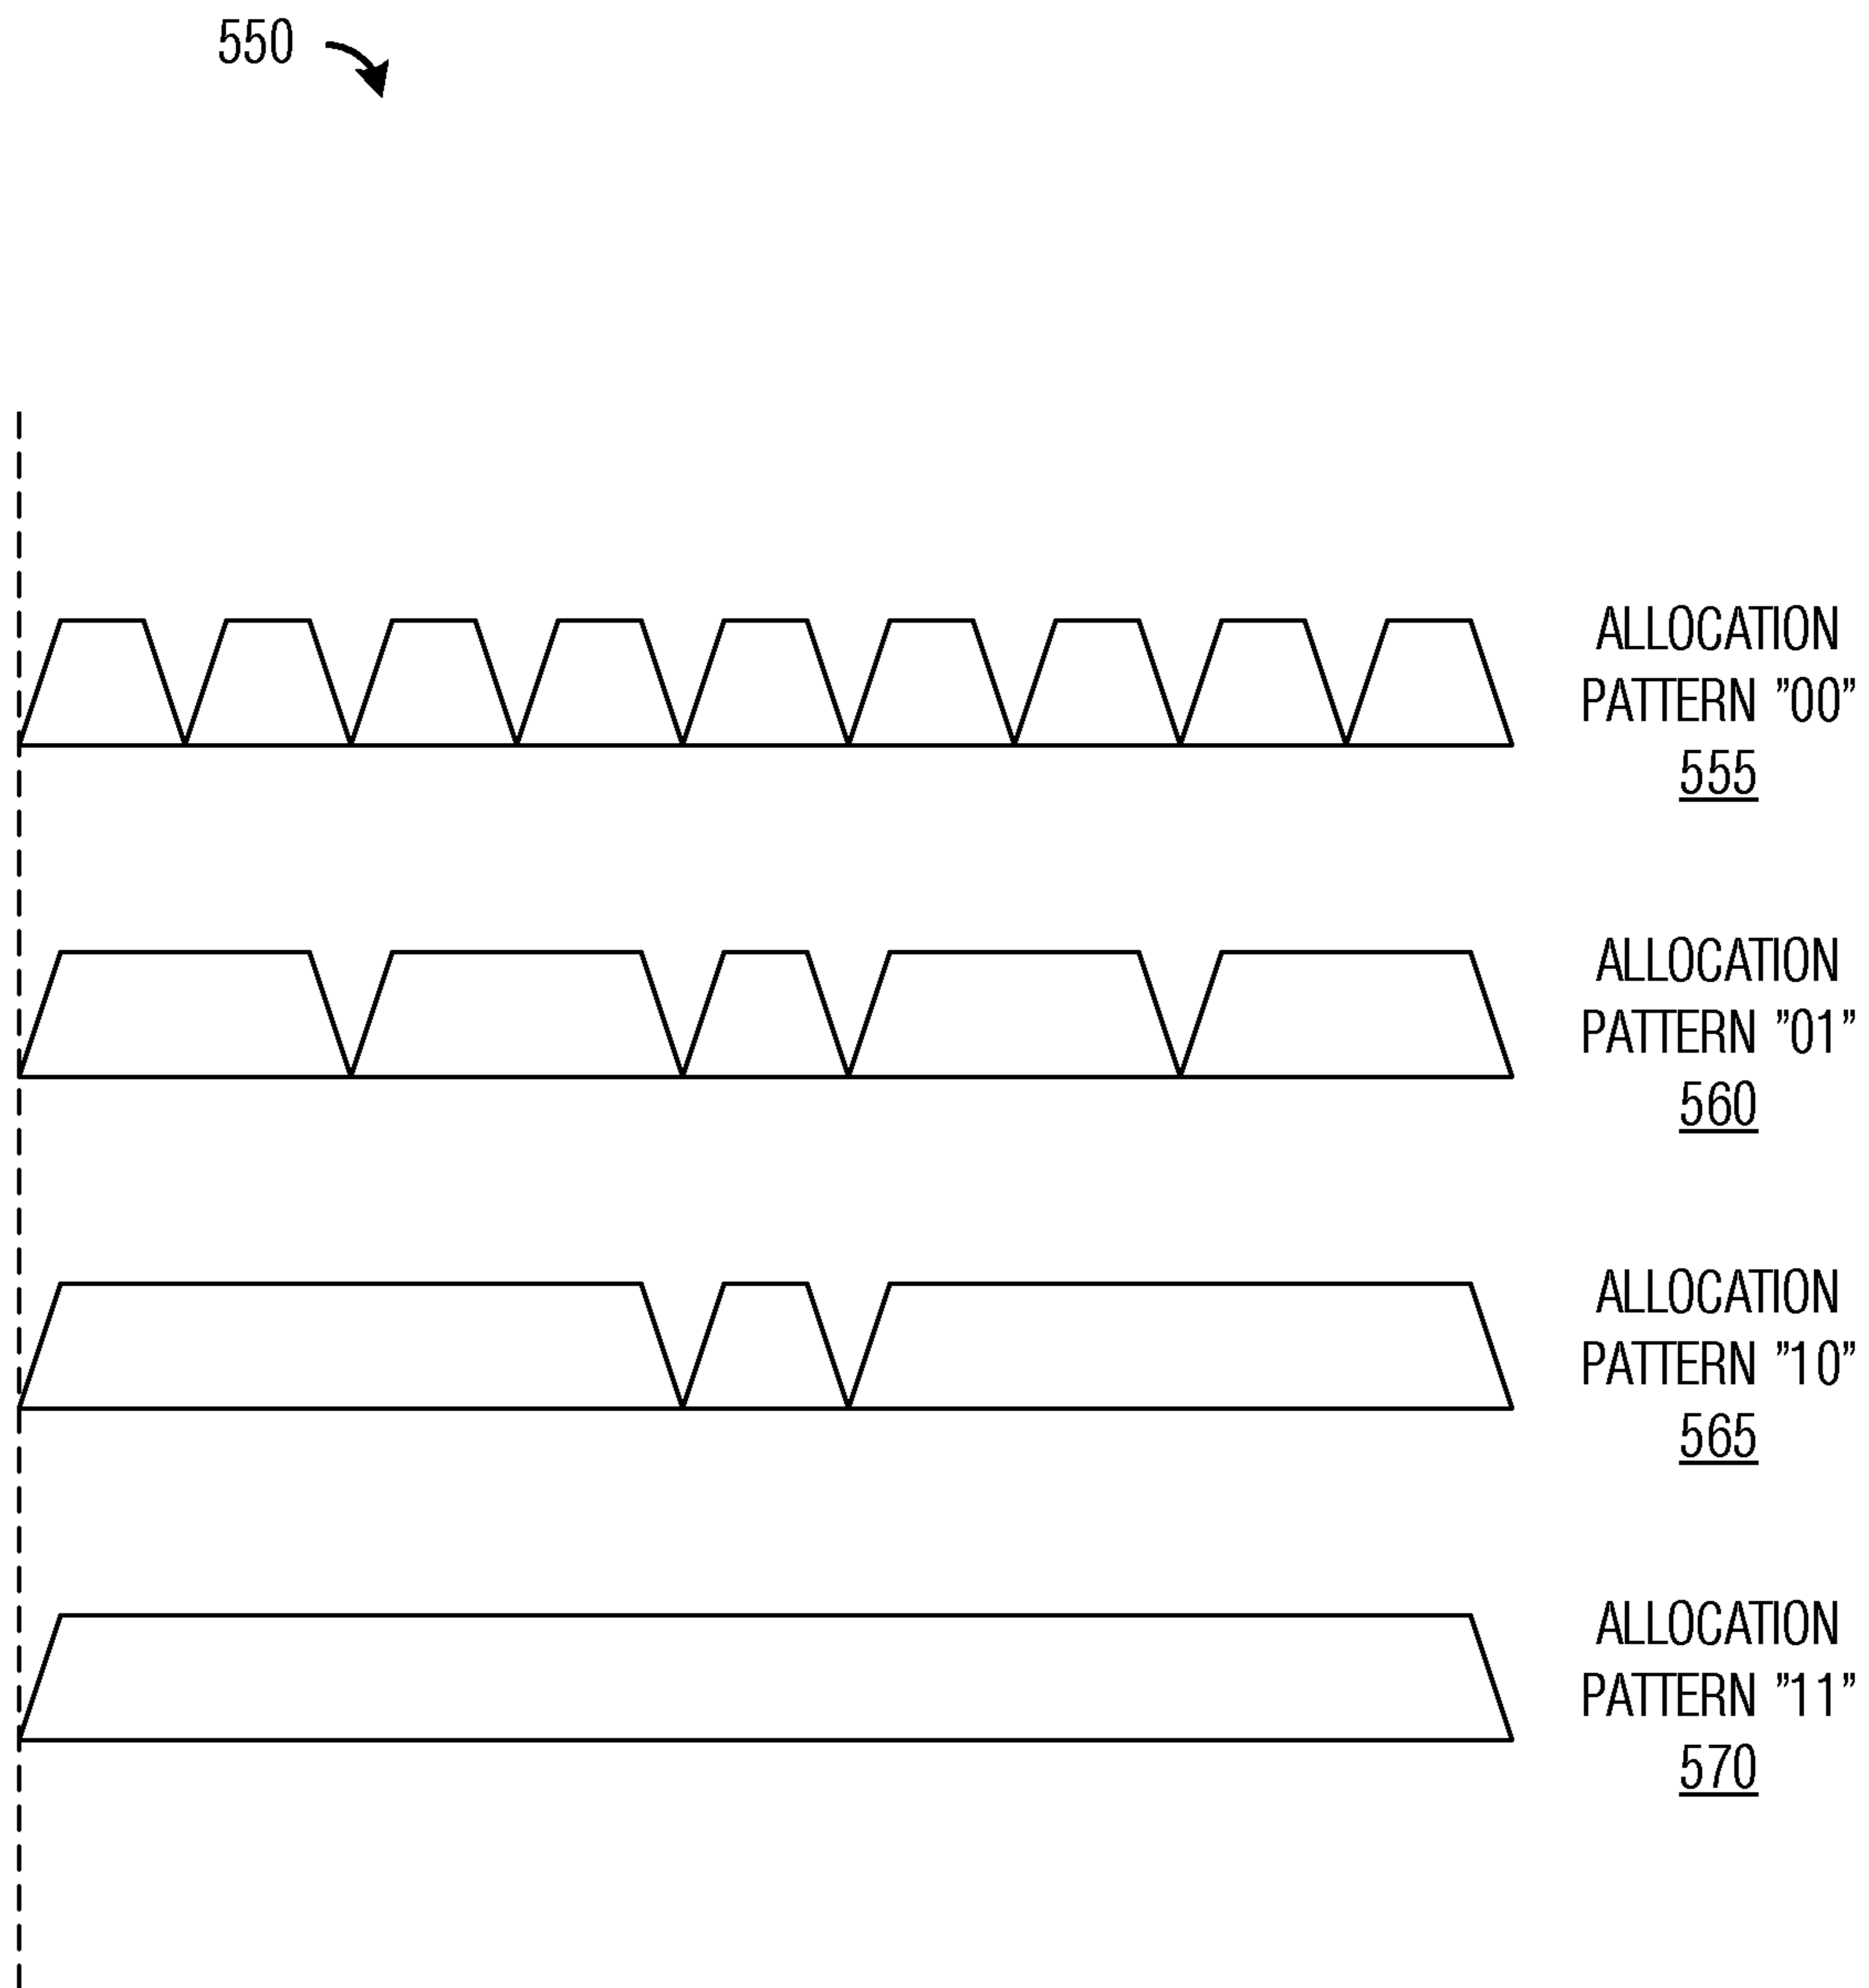 550
ALLOCATION
PATTERN ”00”
555
ALLOCATION
PATTERN ”01”
560
ALLOCATION
PATTERN ”10”
565
ALLOCATION
PATTERN ”11”
570